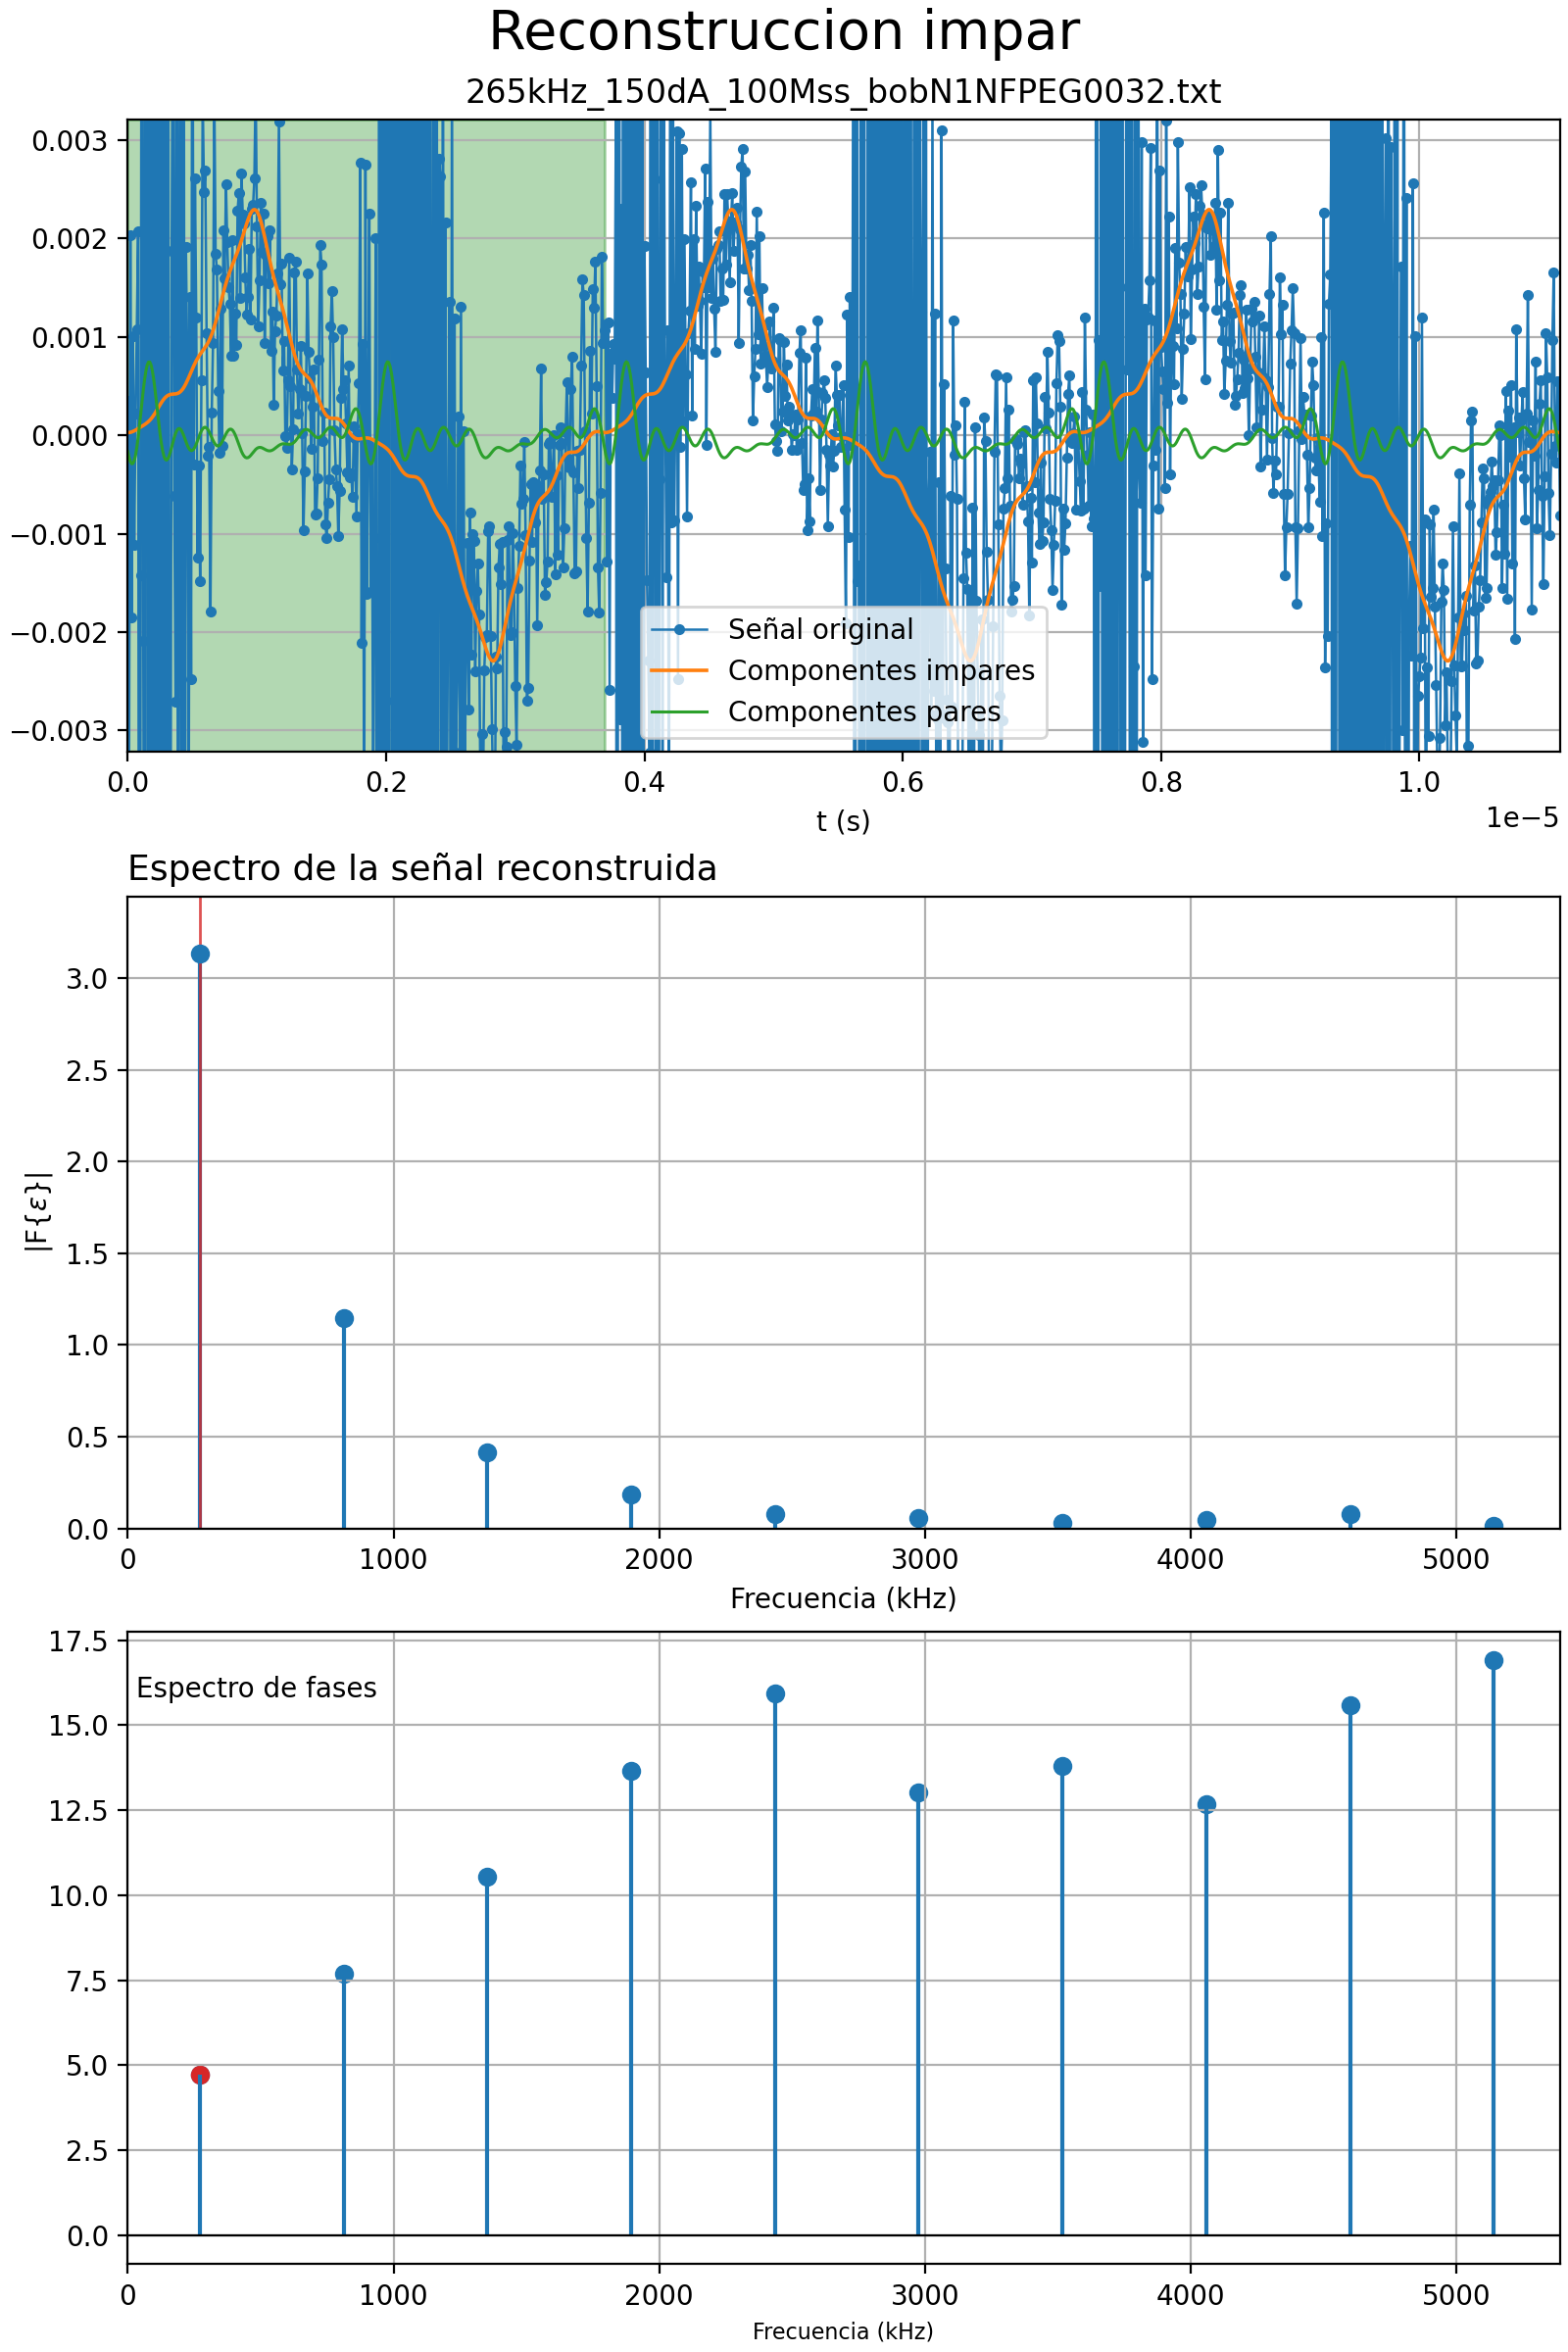 Reconstruccion impar
265kHz_150dA_100Mss_bobN1NFPEG0032.txt
0.003
0.002
0.001
0.000
−0.001
−0.002
−0.003
Señal original
Componentes impares
Componentes pares
0.0 0.2 0.4 0.6 0.8 1.0
1e−5
t (s)
Espectro de la señal reconstruida
3.0
2.5
2.0
1.5
1.0
0.5
0.0
|F{ε}|
0 1000 2000 3000 4000 5000
Frecuencia (kHz)
17.5
Espectro de fases
15.0
12.5
10.0
7.5
5.0
2.5
0.0
0 1000 2000 3000 4000 5000
Frecuencia (kHz)